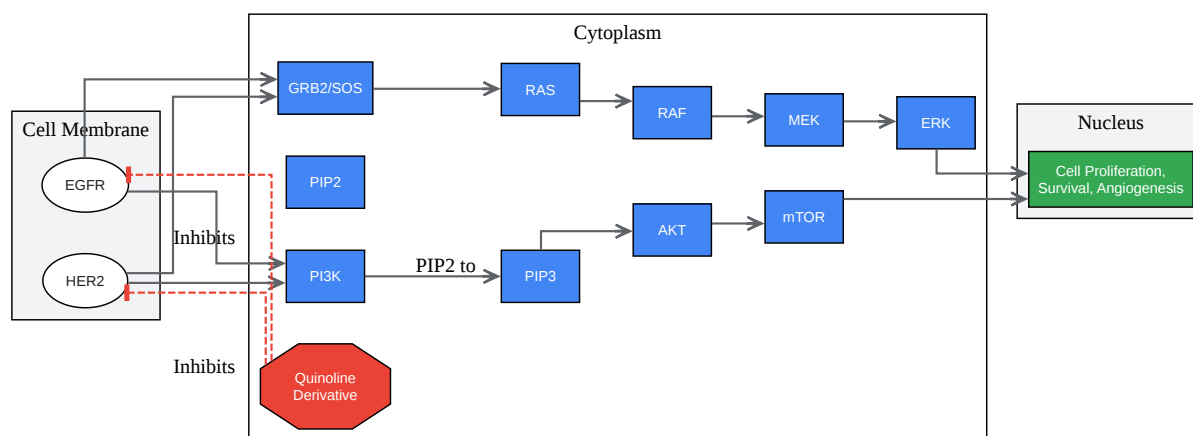 Cytoplasm
GRB2/SOS
RAS
RAF
MEK
ERK
Cell Membrane
EGFR
HER2
Nucleus
Cell Proliferation,
Survival, Angiogenesis
PIP2
Inhibits
PI3K
PIP2 to
PIP3
AKT
mTOR
Inhibits
Quinoline
Derivative